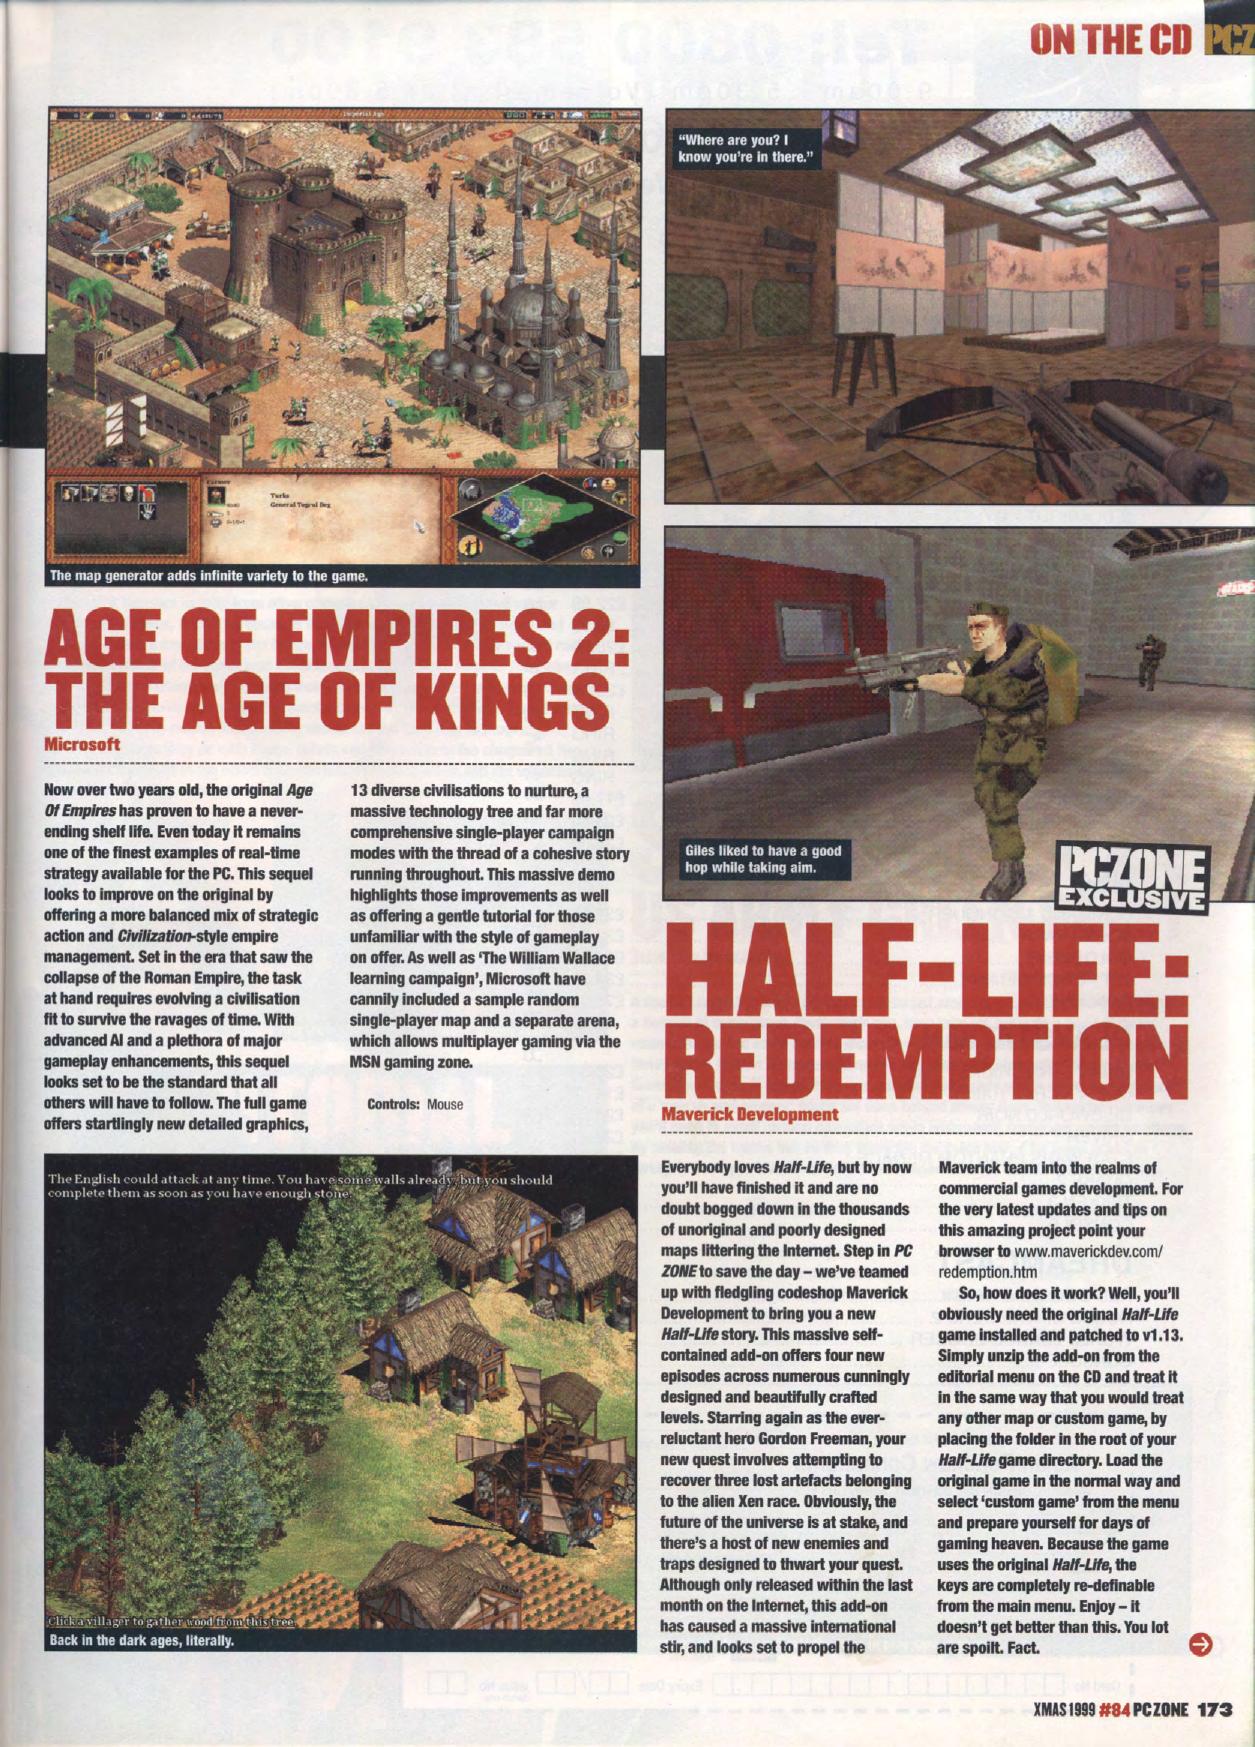 ON THE CD PCZ
Imperial Age
Turks
General Tugrul Beg
The map generator adds infinite variety to the game.
AGE OF EMPIRES 2:
THE AGE OF KINGS
Microsoft
Now over two years old, the original Age
Of Empires has proven to have a never-
ending shelf life. Even today it remains
one of the finest examples of real-time
strategy available for the PC. This sequel
looks to improve on the original by
offering a more balanced mix of strategic
action and Civilization-style empire
management. Set in the era that saw the
collapse of the Roman Empire, the task
at hand requires evolving a civilisation
fit to survive the ravages of time. With
advanced AI and a plethora of major
gameplay enhancements, this sequel
looks set to be the standard that all
others will have to follow. The full game
offers startlingly new detailed graphics,
13 diverse civilisations to nurture, a
massive technology tree and far more
comprehensive single-player campaign
modes with the thread of a cohesive story
running throughout. This massive demo
highlights those improvements as well
as offering a gentle tutorial for those
unfamiliar with the style of gameplay
on offer. As well as ‘The William Wallace
learning campaign’, Microsoft have
cannily included a sample random
single-player map and a separate arena,
which allows multiplayer gaming via the
MSN gaming zone.
Controls: Mouse
The English could attack at any time. You have some walls already, but you should
complete them as soon as you have enough stone.
Click a villager to gather wood from this tree.
Back in the dark ages, literally.
“Where are you? I
know you’re in there.”
Giles liked to have a good
hop while taking aim.
PCZONE
EXCLUSIVE
HALF-LIFE:
REDEMPTION
Maverick Development
Everybody loves Half-Life, but by now
you’ll have finished it and are no
doubt bogged down in the thousands
of unoriginal and poorly designed
maps littering the Internet. Step in PC
ZONE to save the day – we’ve teamed
up with fledgling codeshop Maverick
Development to bring you a new
Half-Life story. This massive self-
contained add-on offers four new
episodes across numerous cunningly
designed and beautifully crafted
levels. Starring again as the ever-
reluctant hero Gordon Freeman, your
new quest involves attempting to
recover three lost artefacts belonging
to the alien Xen race. Obviously, the
future of the universe is at stake, and
there’s a host of new enemies and
traps designed to thwart your quest.
Although only released within the last
month on the Internet, this add-on
has caused a massive international
stir, and looks set to propel the
Maverick team into the realms of
commercial games development. For
the very latest updates and tips on
this amazing project point your
browser to www.maverickdev.com/
redemption.htm
So, how does it work? Well, you’ll
obviously need the original Half-Life
game installed and patched to v1.13.
Simply unzip the add-on from the
editorial menu on the CD and treat it
in the same way that you would treat
any other map or custom game, by
placing the folder in the root of your
Half-Life game directory. Load the
original game in the normal way and
select ‘custom game’ from the menu
and prepare yourself for days of
gaming heaven. Because the game
uses the original Half-Life, the
keys are completely re-definable
from the main menu. Enjoy – it
doesn’t get better than this. You lot
are spoilt. Fact.
XMAS 1999 #84 PC ZONE 173